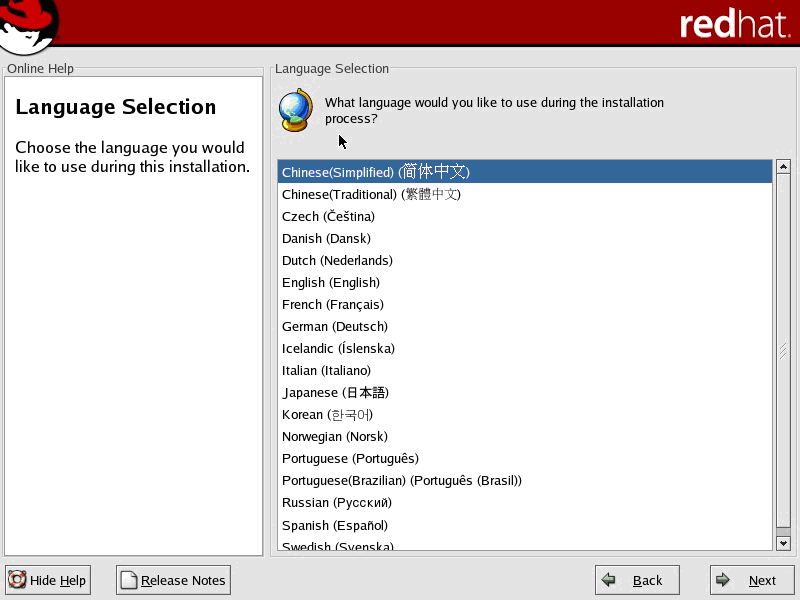 redhat.
Online Help
Language Selection
Choose the language you would
like to use during this installation.
Language Selection
What language would you like to use during the installation
process?
Chinese(Simplified) (简体中文)
Chinese(Traditional) (繁體中文)
Czech (Čeština)
Danish (Dansk)
Dutch (Nederlands)
English (English)
French (Français)
German (Deutsch)
Icelandic (Íslenska)
Italian (Italiano)
Japanese (日本語)
Korean (한국어)
Norwegian (Norsk)
Portuguese (Português)
Portuguese(Brazilian) (Português (Brasil))
Russian (Русский)
Spanish (Español)
Swedish (Svenska)
Hide Help
Release Notes
Back
Next